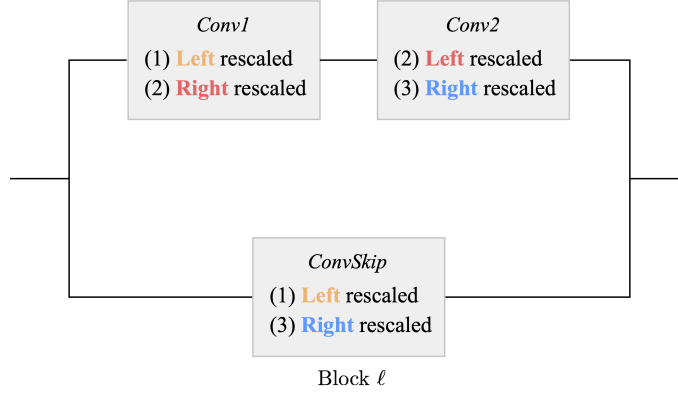 Conv1
(1) Left rescaled
(2) Right rescaled
Conv2
(2) Left rescaled
(3) Right rescaled
ConvSkip
(1) Left rescaled
(3) Right rescaled
Block ℓ